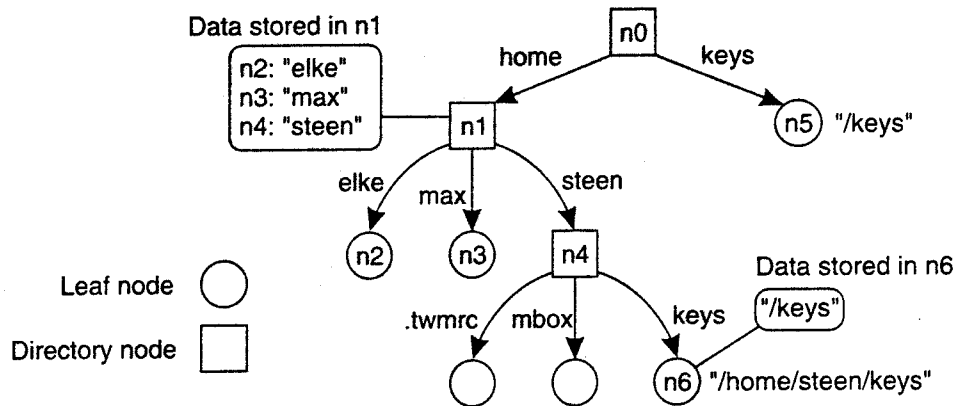 Data stored in n1
n2: "elke"
n3: "max"
n4: "steen"
n0
home
keys
n1
n5
"/keys"
elke
max
steen
n2
n3
n4
Leaf node
Directory node
Data stored in n6
"/keys"
.twmrc
mbox
keys
n6
"/home/steen/keys"